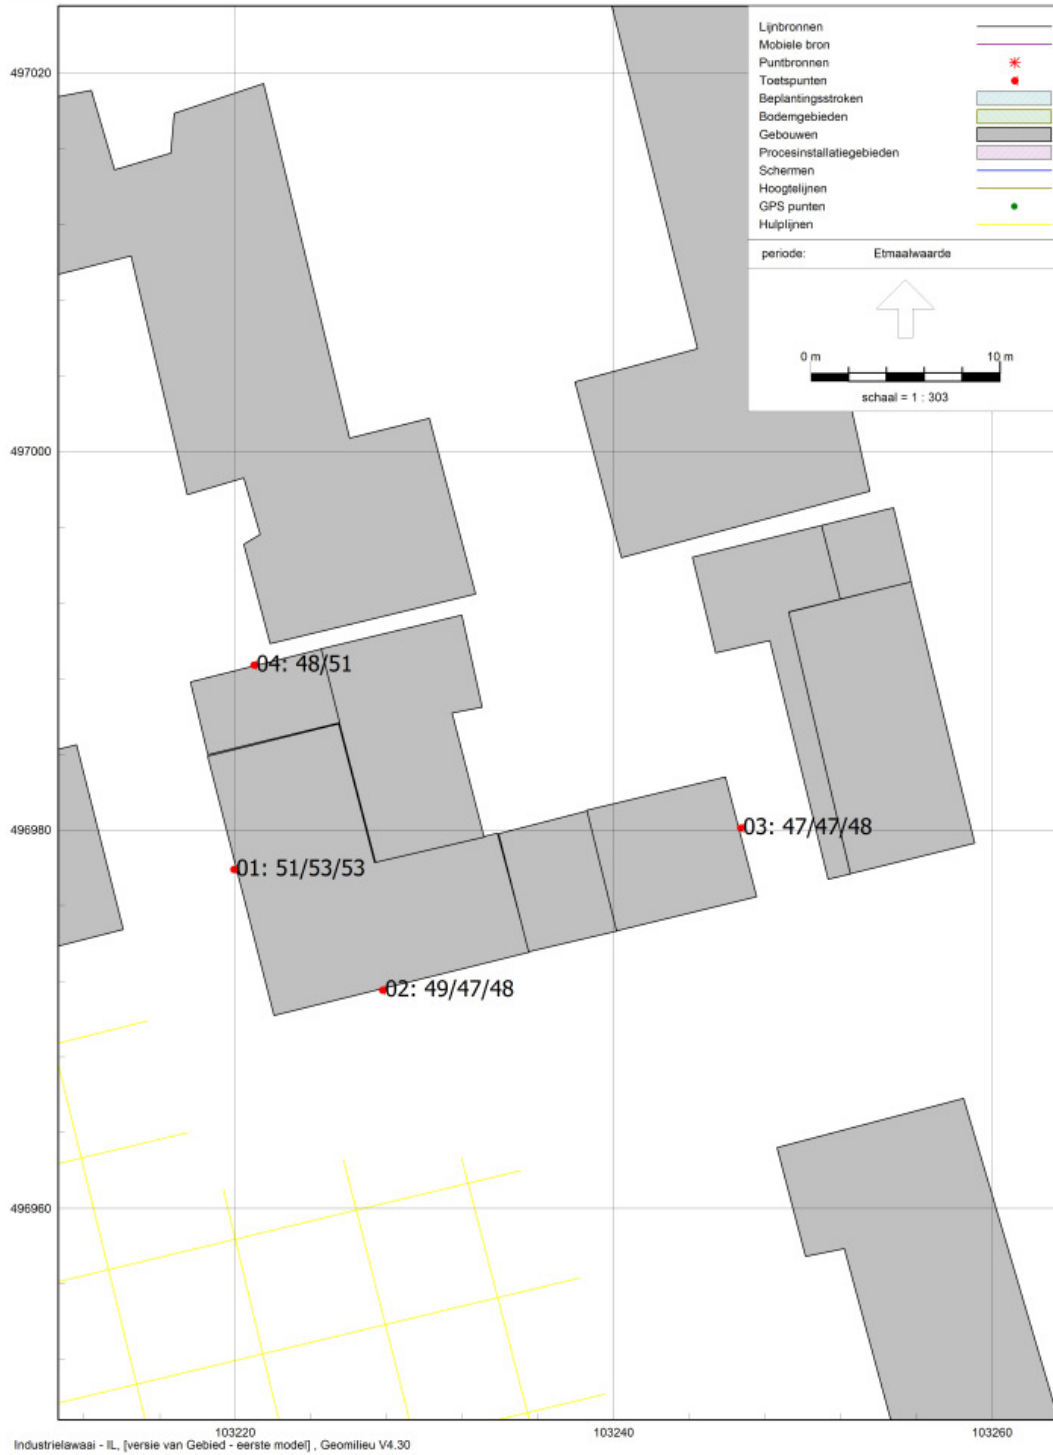 Lijnbronnen
Mobiele bron
Puntbronnen
Toetspunten
Beplantingsstroken
Bodemgebieden
Gebouwen
Procesinstallatiegebieden
Schermen
Hoogtelijnen
GPS punten
Hulplijnen
periode: Etmaalwaarde
0 m 10 m
schaal = 1 : 303
497020
497000
04: 48/51
496980
03: 47/47/48
01: 51/53/53
02: 49/47/48
496960
103220 103240 103260
Industrielawaai - IL, [versie van Gebied - eerste model] , Geomilieu V4.30